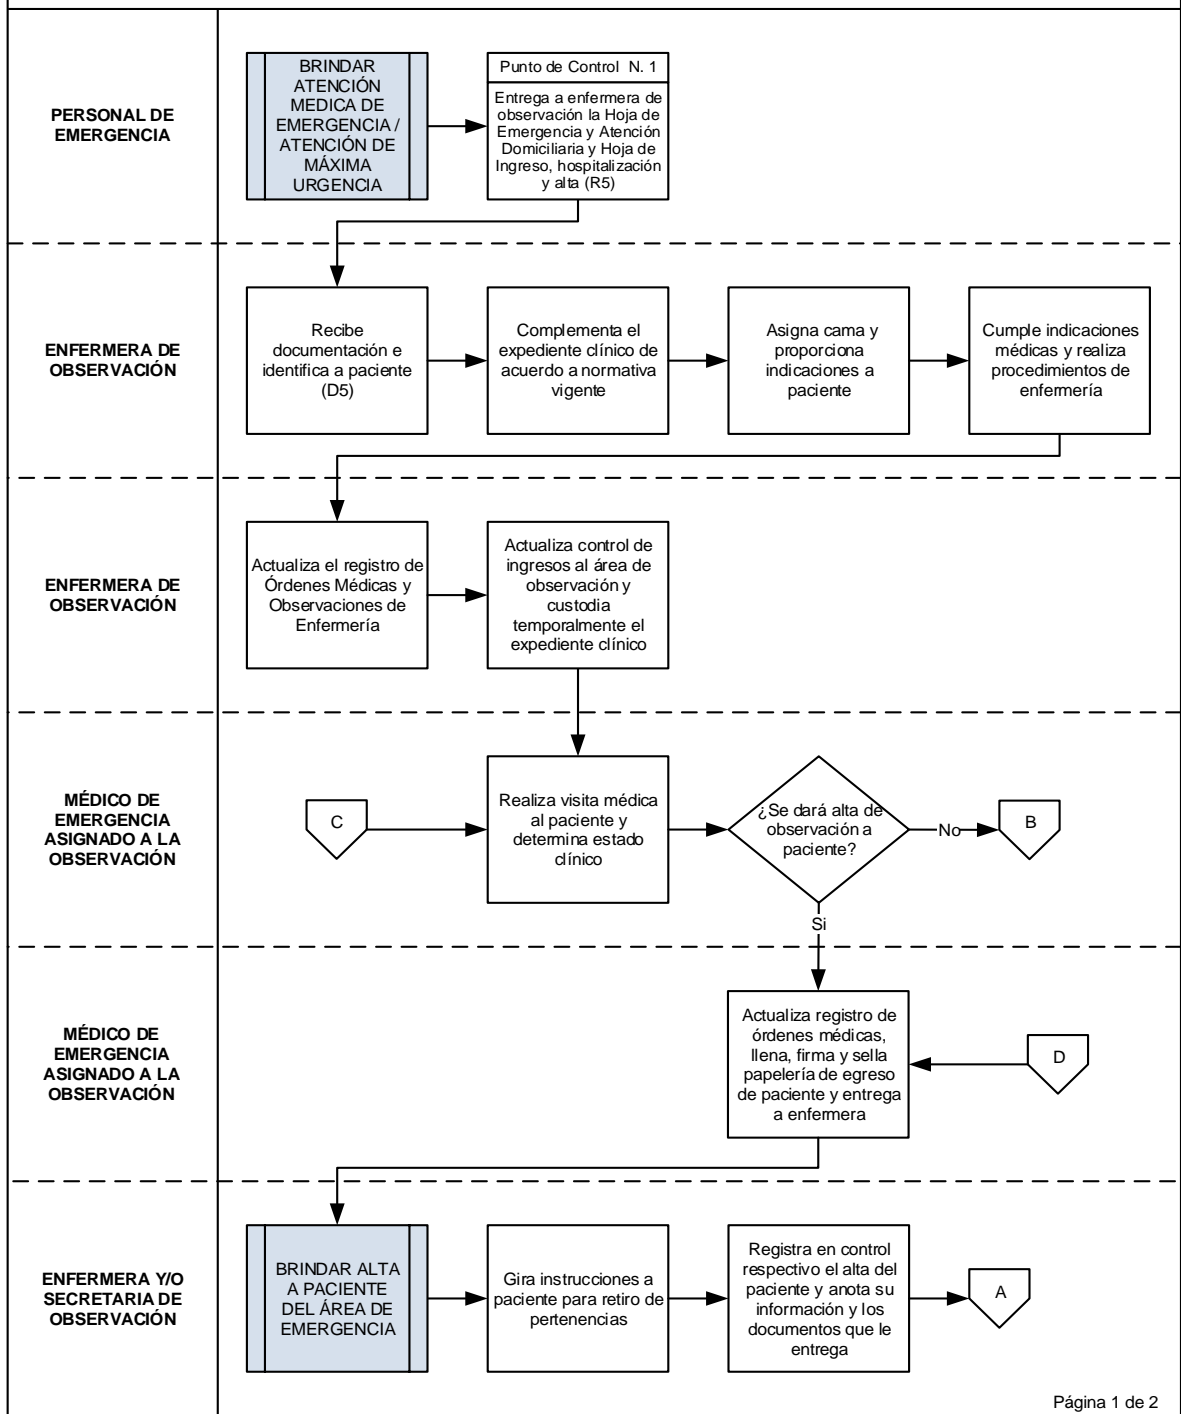 PERSONAL DE
EMERGENCIA
BRINDAR
ATENCIÓN
MEDICA DE
EMERGENCIA /
ATENCIÓN DE
MÁXIMA
URGENCIA
Punto de Control N. 1
Entrega a enfermera de
observación la Hoja de
Emergencia y Atención
Domiciliaria y Hoja de
Ingreso, hospitalización
y alta (R5)
ENFERMERA DE
OBSERVACIÓN
Recibe
documentación e
identifica a paciente
(D5)
Complementa el
expediente clínico de
acuerdo a normativa
vigente
Asigna cama y
proporciona
indicaciones a
paciente
Cumple indicaciones
médicas y realiza
procedimientos de
enfermería
ENFERMERA DE
OBSERVACIÓN
Actualiza el registro de
Órdenes Médicas y
Observaciones de
Enfermería
Actualiza control de
ingresos al área de
observación y
custodia
temporalmente el
expediente clínico
MÉDICO DE
EMERGENCIA
ASIGNADO A LA
OBSERVACIÓN
C
Realiza visita médica
al paciente y
determina estado
clínico
¿Se dará alta de
observación a
paciente?
No
B
Si
MÉDICO DE
EMERGENCIA
ASIGNADO A LA
OBSERVACIÓN
Actualiza registro de
órdenes médicas,
llena, firma y sella
papelería de egreso
de paciente y entrega
a enfermera
D
ENFERMERA Y/O
SECRETARIA DE
OBSERVACIÓN
BRINDAR ALTA
A PACIENTE
DEL ÁREA DE
EMERGENCIA
Gira instrucciones a
paciente para retiro de
pertenencias
Registra en control
respectivo el alta del
paciente y anota su
información y los
documentos que le
entrega
A
Página 1 de 2